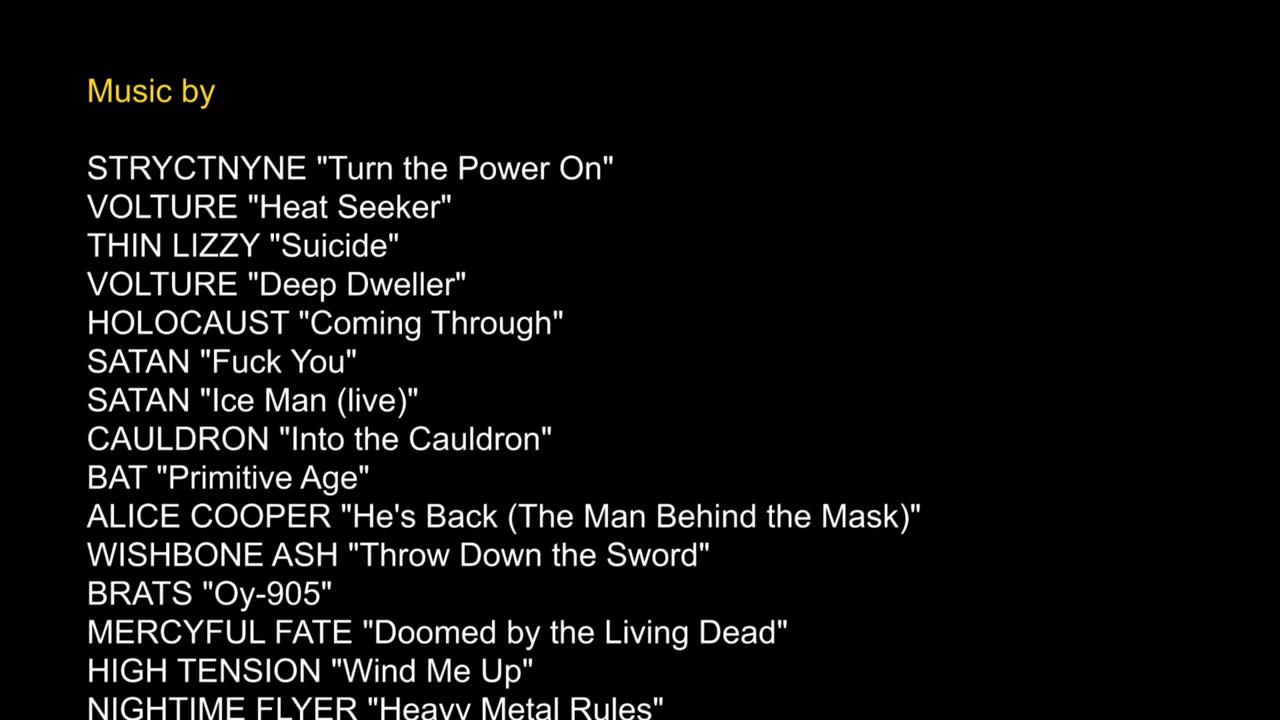 Music by
STRYCTNYNE "Turn the Power On"
VOLTURE "Heat Seeker"
THIN LIZZY "Suicide"
VOLTURE "Deep Dweller"
HOLOCAUST "Coming Through"
SATAN "Fuck You"
SATAN "Ice Man (live)"
CAULDRON "Into the Cauldron"
BAT "Primitive Age"
ALICE COOPER "He's Back (The Man Behind the Mask)"
WISHBONE ASH "Throw Down the Sword"
BRATS "Oy-905"
MERCYFUL FATE "Doomed by the Living Dead"
HIGH TENSION "Wind Me Up"
NIGHTIME FLYER "Heavy Metal Rules"